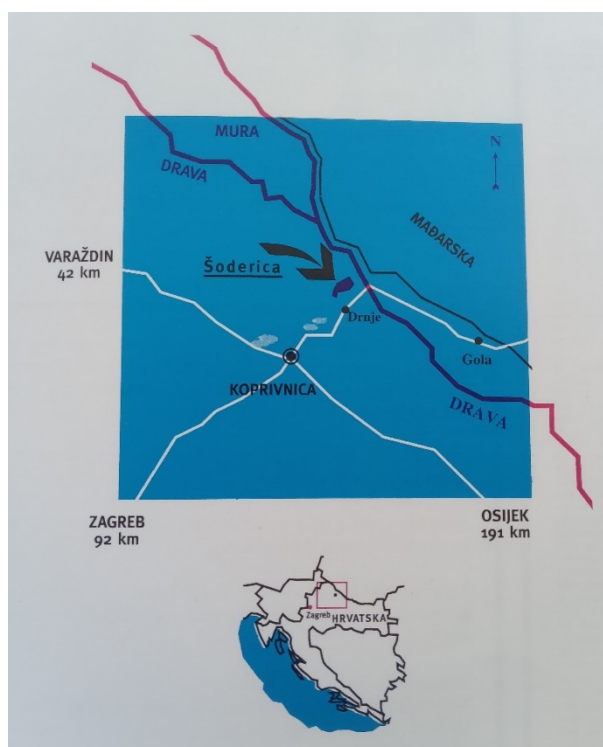 MURA
DRAVA
N
MAĐARSKA
VARAŽDIN
42 km
Šoderica
Drnje
Gola
KOPRIVNICA
DRAVA
ZAGREB
92 km
OSIJEK
191 km
Zagreb
HRVATSKA